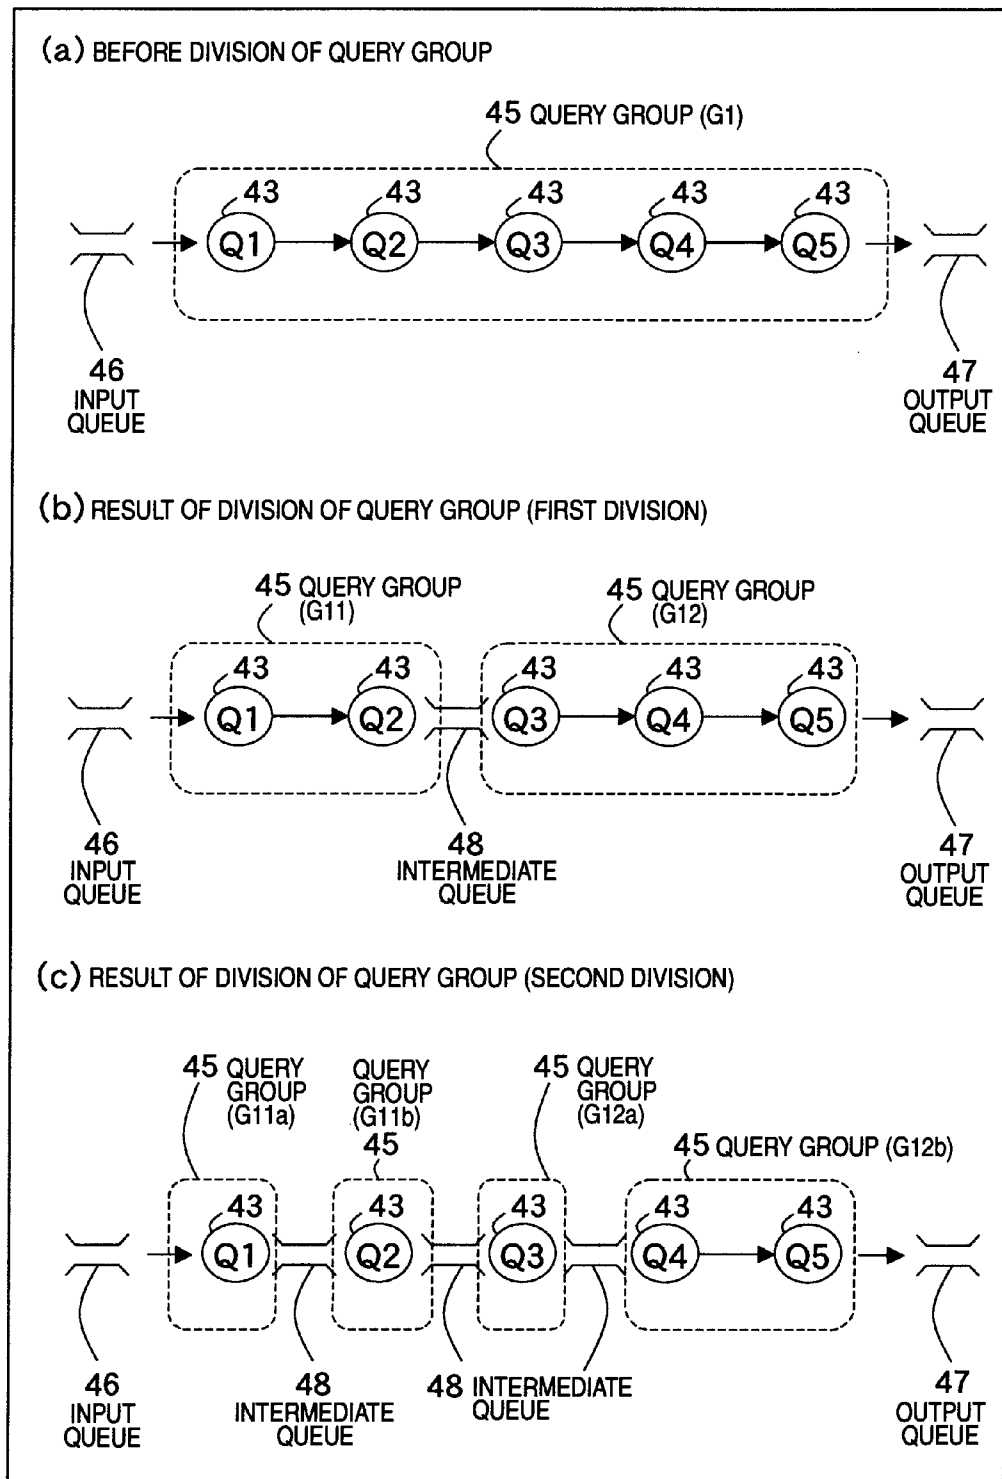 (a) BEFORE DIVISION OF QUERY GROUP
45 QUERY GROUP (G1)
43 43 43 43 43
Q1 Q2 Q3 Q4 Q5
46
INPUT
QUEUE
47
OUTPUT
QUEUE
(b) RESULT OF DIVISION OF QUERY GROUP (FIRST DIVISION)
45 QUERY GROUP
(G11)
45 QUERY GROUP
(G12)
43 43 43 43 43
Q1 Q2 Q3 Q4 Q5
46
INPUT
QUEUE
48
INTERMEDIATE
QUEUE
47
OUTPUT
QUEUE
(c) RESULT OF DIVISION OF QUERY GROUP (SECOND DIVISION)
45 QUERY
GROUP
(G11a)
QUERY
GROUP
(G11b)
45
45 QUERY
GROUP
(G12a)
45 QUERY GROUP (G12b)
43 43 43 43 43
Q1 Q2 Q3 Q4 Q5
46
INPUT
QUEUE
48
INTERMEDIATE
QUEUE
48 INTERMEDIATE
QUEUE
47
OUTPUT
QUEUE